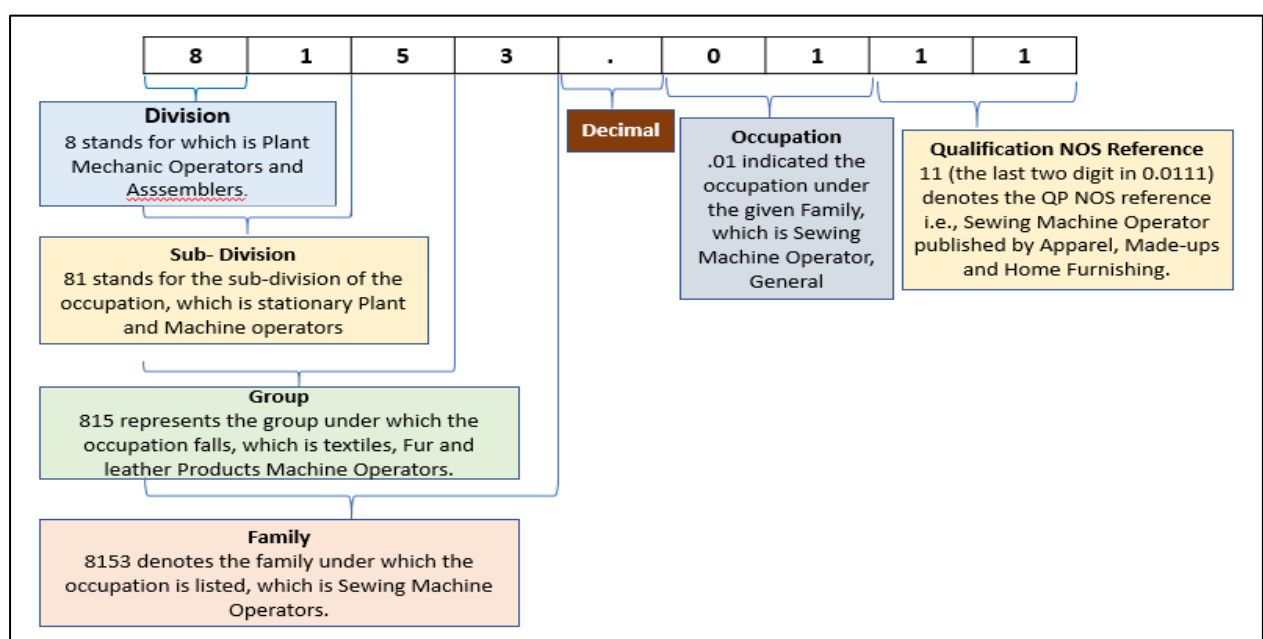 8 1 5 3 . 0 1 1 1
Division
8 stands for which is Plant
Mechanic Operators and
Asssemblers.
Decimal
Occupation
.01 indicated the
occupation under
the given Family,
which is Sewing
Machine Operator,
General
Qualification NOS Reference
11 (the last two digit in 0.0111)
denotes the QP NOS reference
i.e., Sewing Machine Operator
published by Apparel, Made-ups
and Home Furnishing.
Sub- Division
81 stands for the sub-division of the
occupation, which is stationary Plant
and Machine operators
Group
815 represents the group under which the
occupation falls, which is textiles, Fur and
leather Products Machine Operators.
Family
8153 denotes the family under which the
occupation is listed, which is Sewing Machine
Operators.